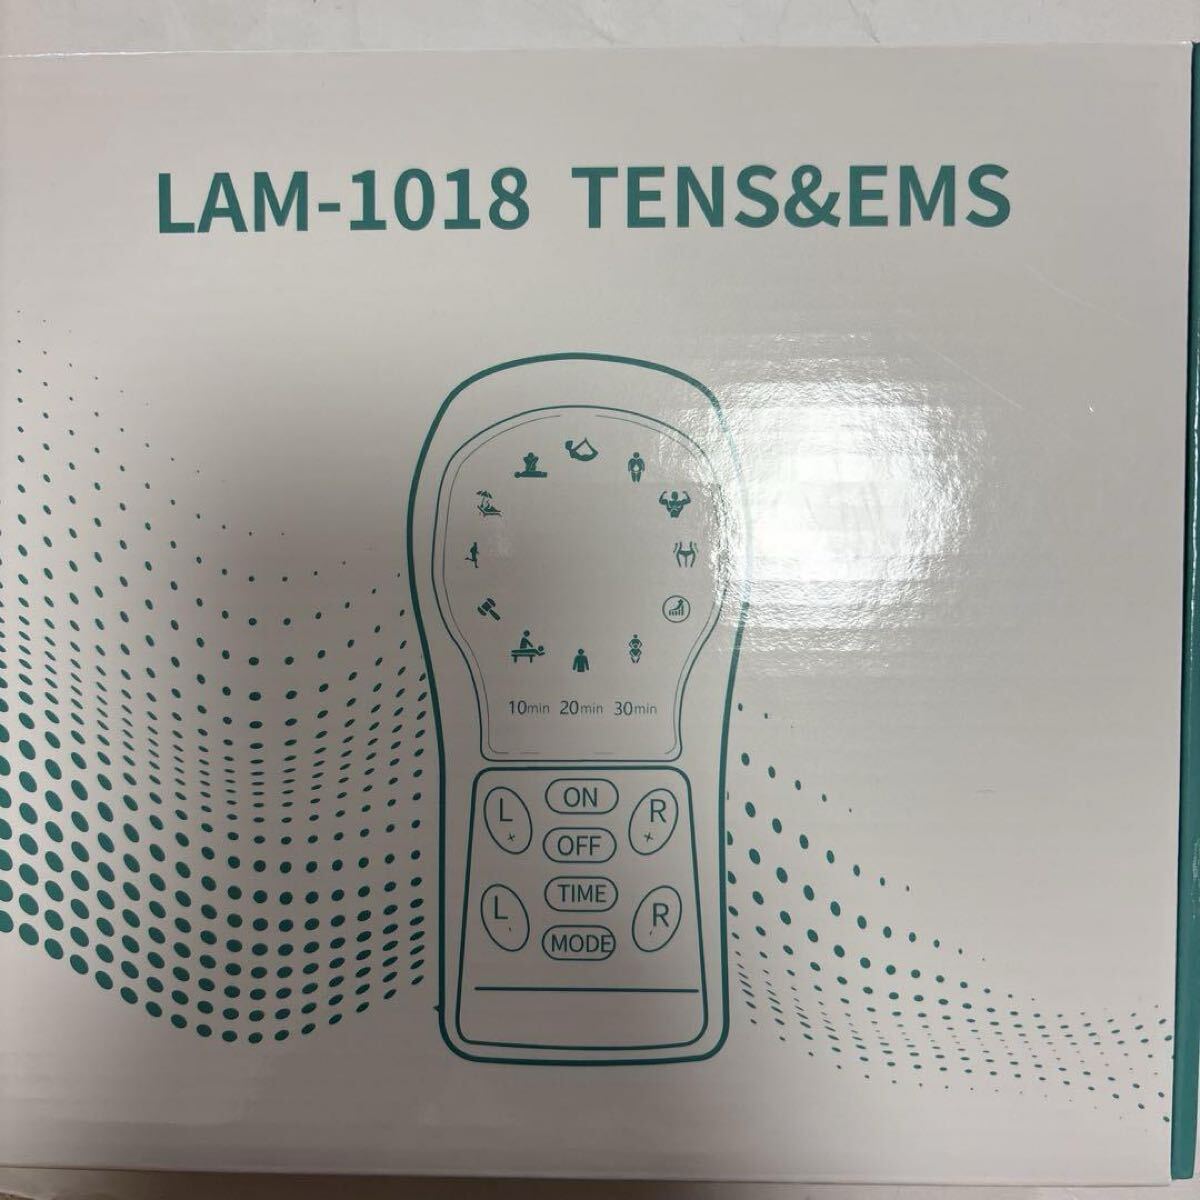 LAM-1018 TENS&EMS
10min 20min 30min
ON
L + R +
OFF
TIME
L - R -
MODE